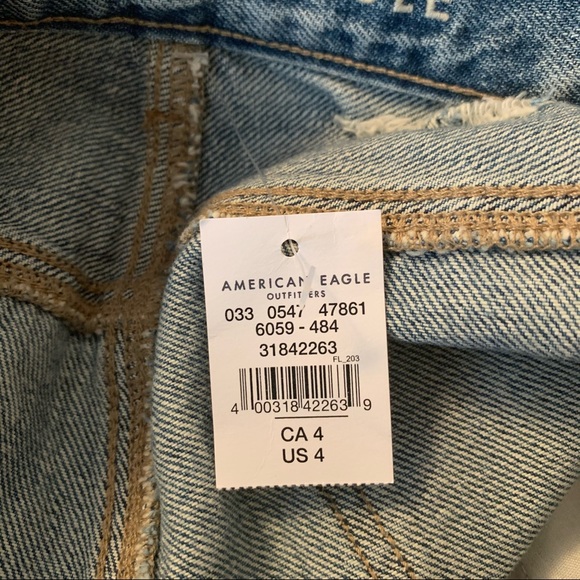 AMERICAN EAGLE
OUTFITTERS
033 0547 47861
6059 - 484
31842263
FL_203
4 00318 42263 9
CA 4
US 4